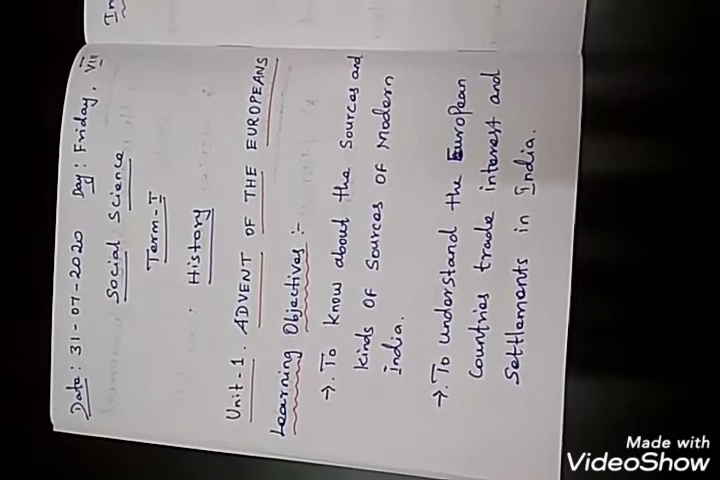 Date: 31-07-2020 Day: Friday, VIII
Social Science
Term-I
History
Unit-1. ADVENT OF THE EUROPEANS
Learning Objectives :-
→. To know about the Sources and
kinds OF Sources OF Modern
India.
→. To understand the European
Countries trade interest and
Settlements in India.
In
Made with
VideoShow